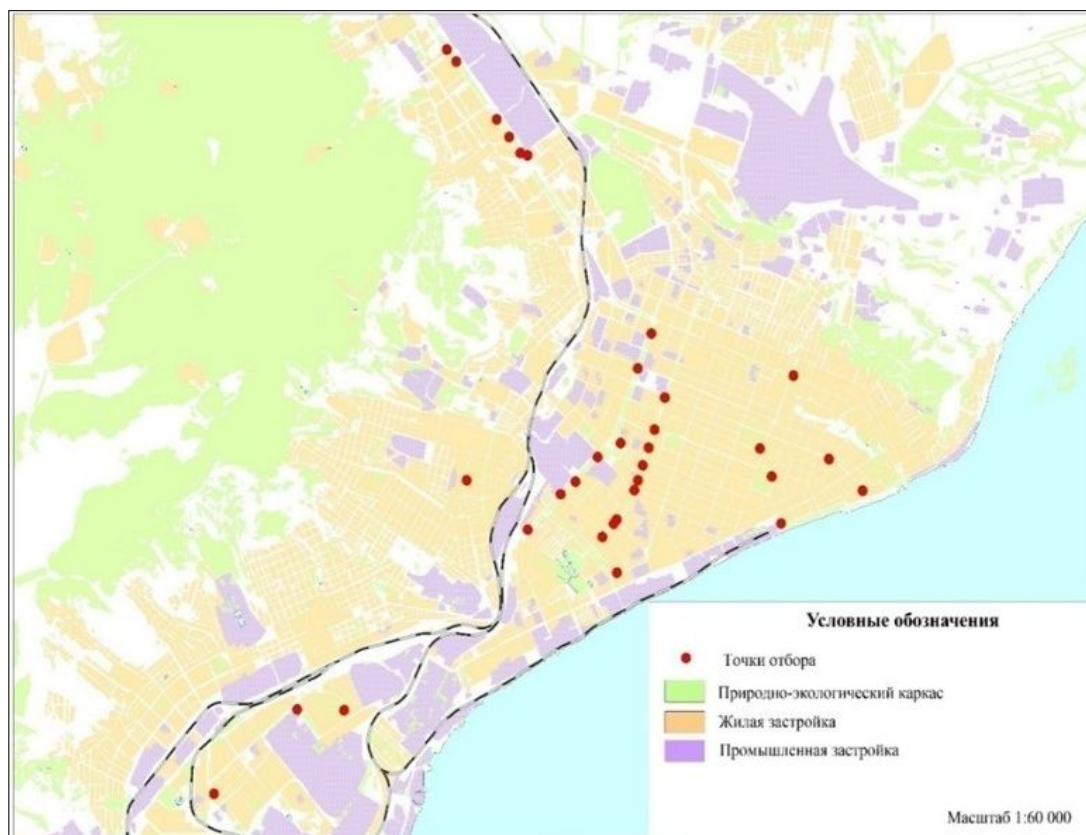 Условные обозначения
Точки отбора
Природно-экологический каркас
Жилая застройка
Промышленная застройка
Масштаб 1:60 000